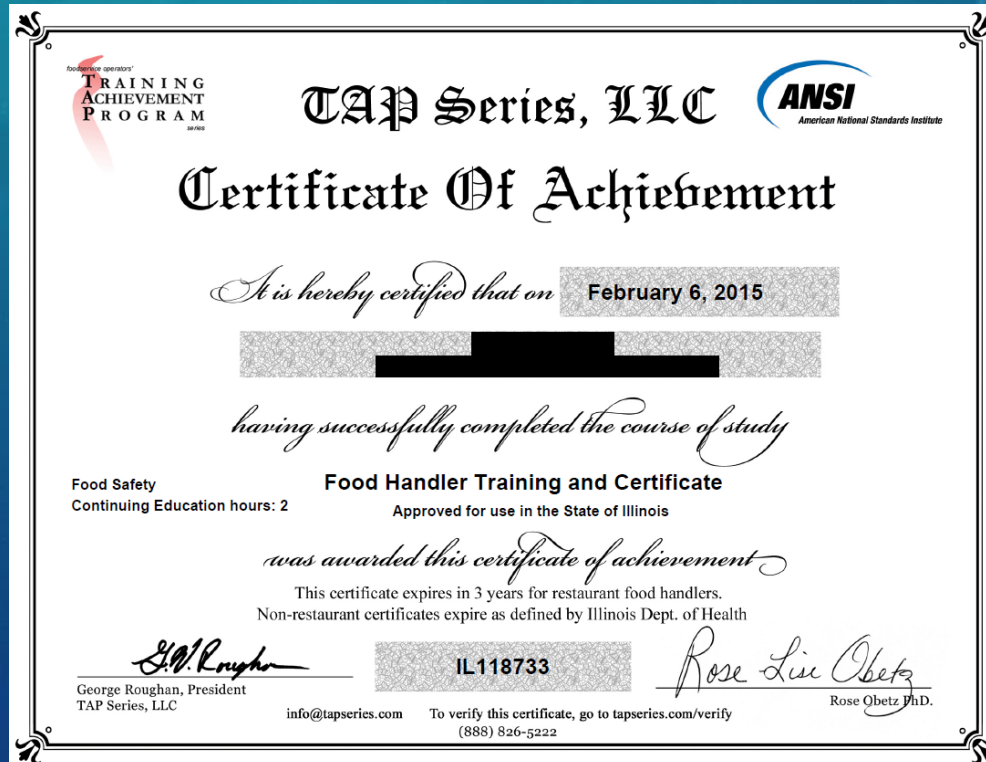 foodservice operators'
TRAINING
ACHIEVEMENT
PROGRAM
series
TAP Series, LLC
ANSI
American National Standards Institute
Certificate Of Achievement
It is hereby certified that on February 6, 2015
having successfully completed the course of study
Food Safety
Continuing Education hours: 2
Food Handler Training and Certificate
Approved for use in the State of Illinois
was awarded this certificate of achievement
This certificate expires in 3 years for restaurant food handlers.
Non-restaurant certificates expire as defined by Illinois Dept. of Health
G.V. Roughan
IL118733
Rose Lise Obetz
George Roughan, President
TAP Series, LLC
Rose Obetz PhD.
info@tapseries.com To verify this certificate, go to tapseries.com/verify
(888) 826-5222